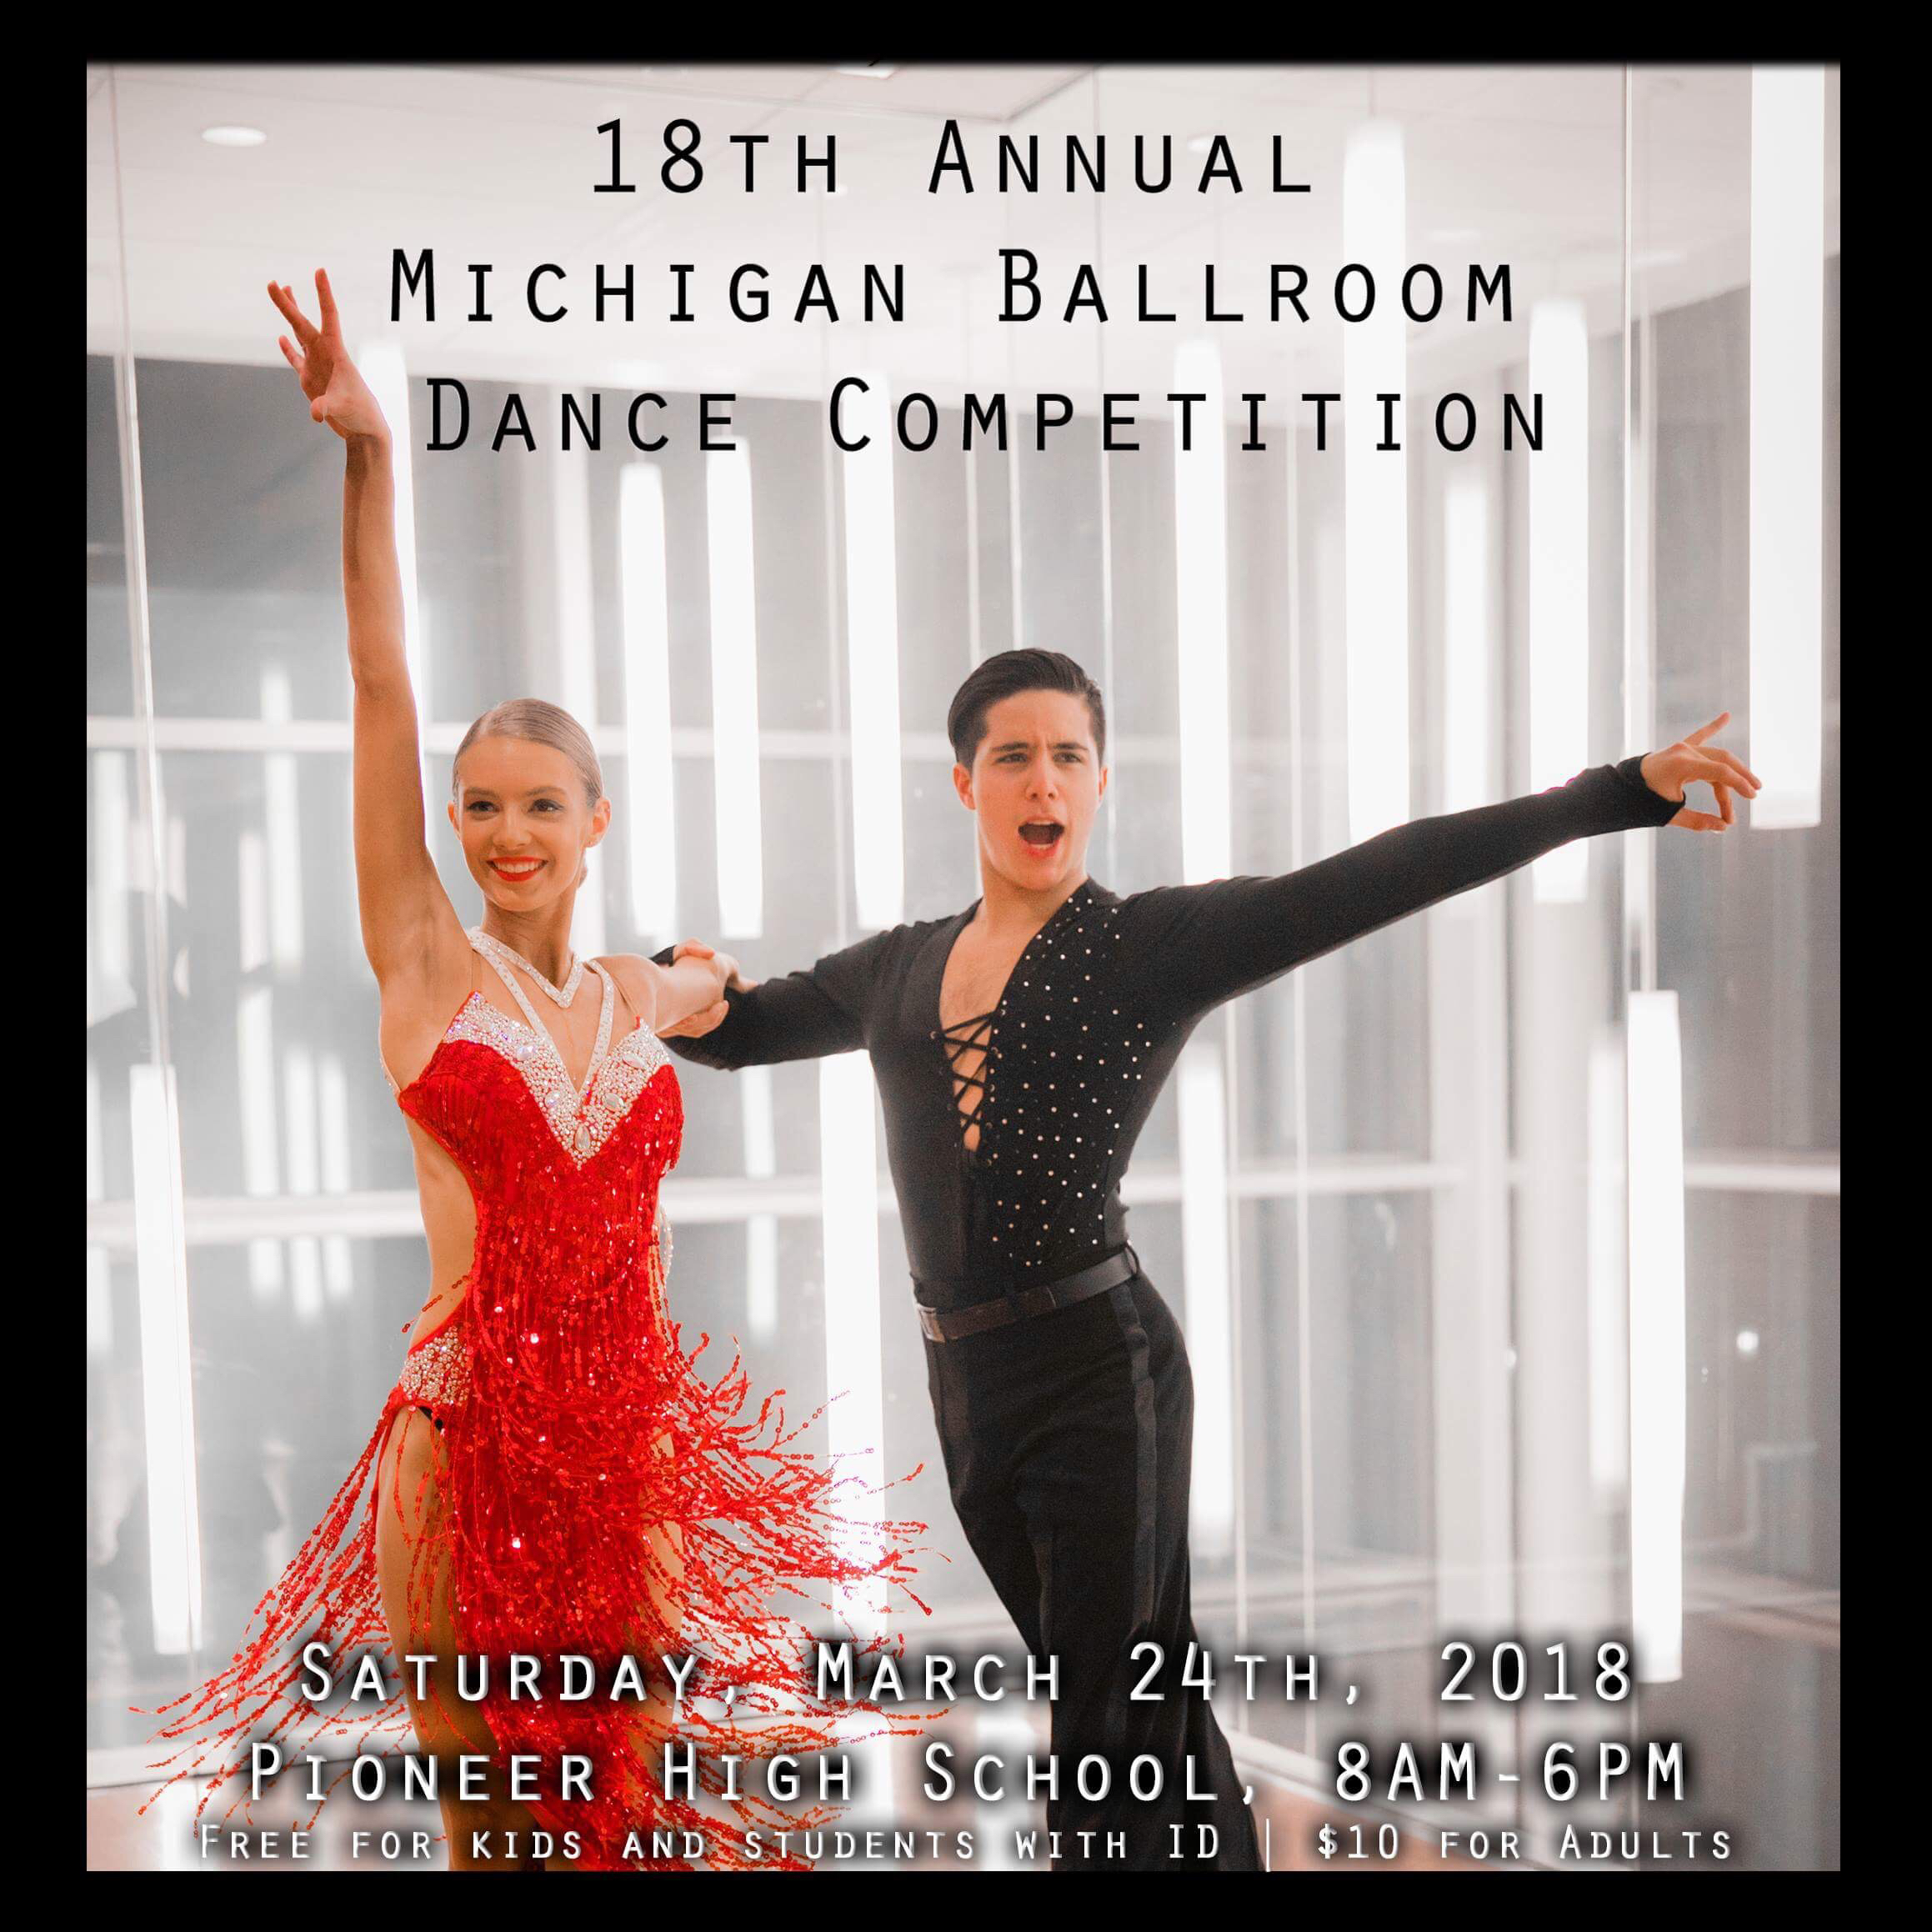 18th Annual
Michigan Ballroom
Dance Competition
Saturday, March 24th, 2018
Pioneer High School, 8AM-6PM
Free for kids and students with ID | $10 for Adults